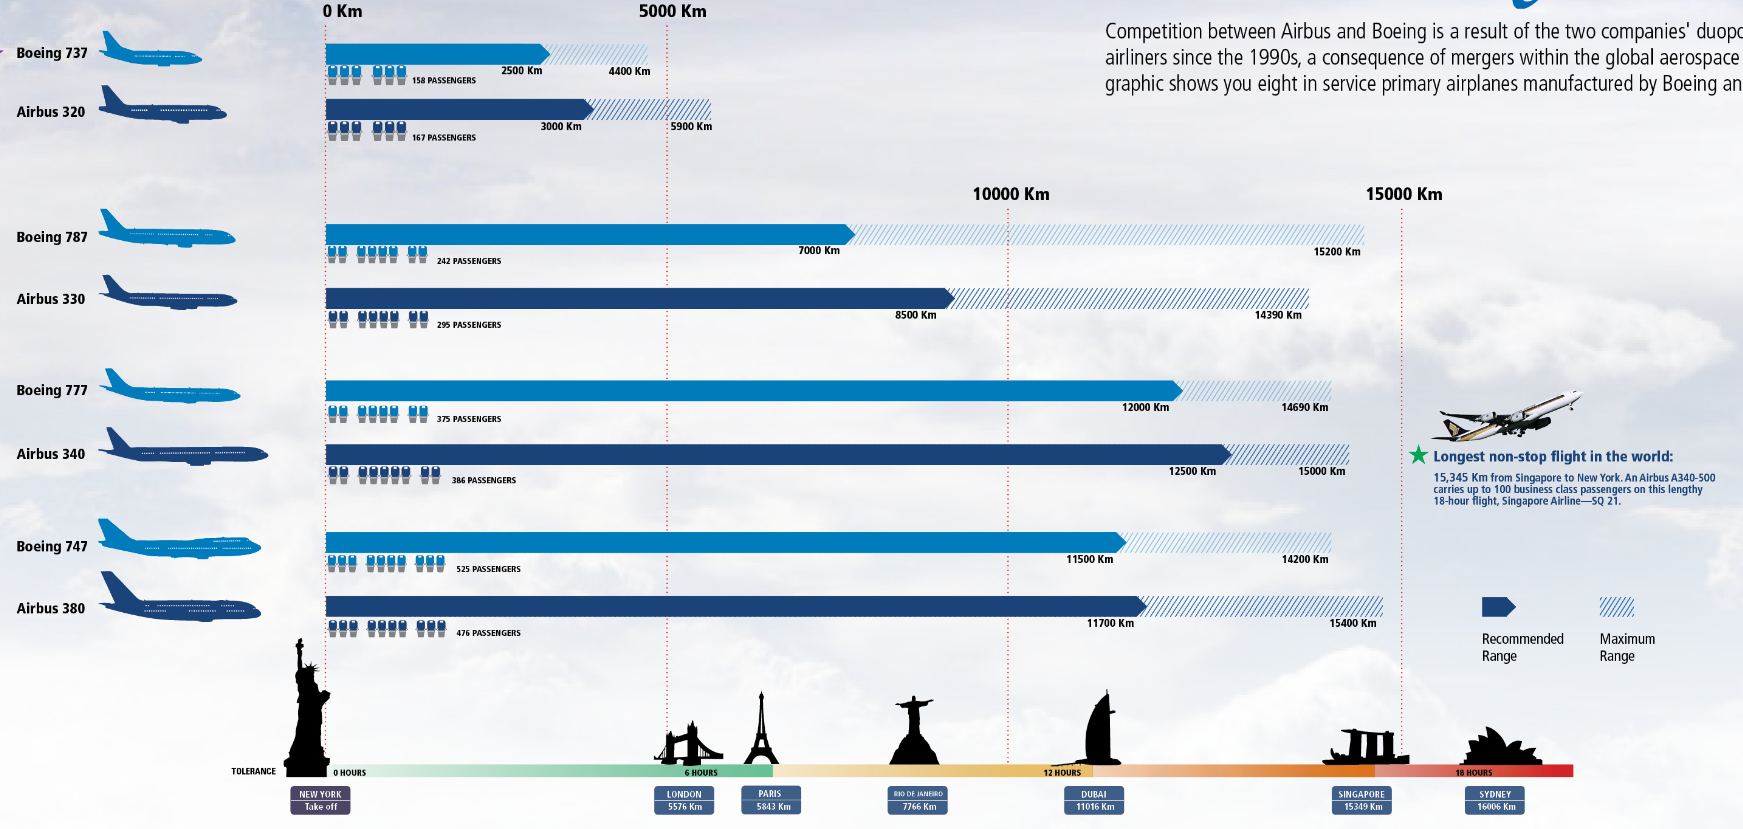 0 Km
5000 Km
Competition between Airbus and Boeing is a result of the two companies'
airliners since the 1990s, a consequence of mergers within the global aerospace
graphic shows you eight in service primary airplanes manufactured by Boeing
Boeing 737
2500 Km
4400 Km
158 PASSENGERS
Airbus 320
3000 Km
5900 Km
167 PASSENGERS
10000 Km
15000 Km
Boeing 787
7000 Km
15200 Km
242 PASSENGERS
Airbus 330
8500 Km
14390 Km
295 PASSENGERS
Boeing 777
12000 Km
14690 Km
375 PASSENGERS
Airbus 340
12500 Km
15000 Km
386 PASSENGERS
Longest non-stop flight in the world:
15,345 Km from Singapore to New York. An Airbus A340-500
carries up to 100 business class passengers on this lengthy
18-hour flight, Singapore Airline—SQ 21.
Boeing 747
11500 Km
14200 Km
525 PASSENGERS
Airbus 380
11700 Km
15400 Km
476 PASSENGERS
Recommended
Range
Maximum
Range
TOLERANCE
0 HOURS
6 HOURS
12 HOURS
18 HOURS
NEW YORK
Take off
LONDON
5576 Km
PARIS
5843 Km
RIO DE JANEIRO
7766 Km
DUBAI
11016 Km
SINGAPORE
15349 Km
SYDNEY
16006 Km